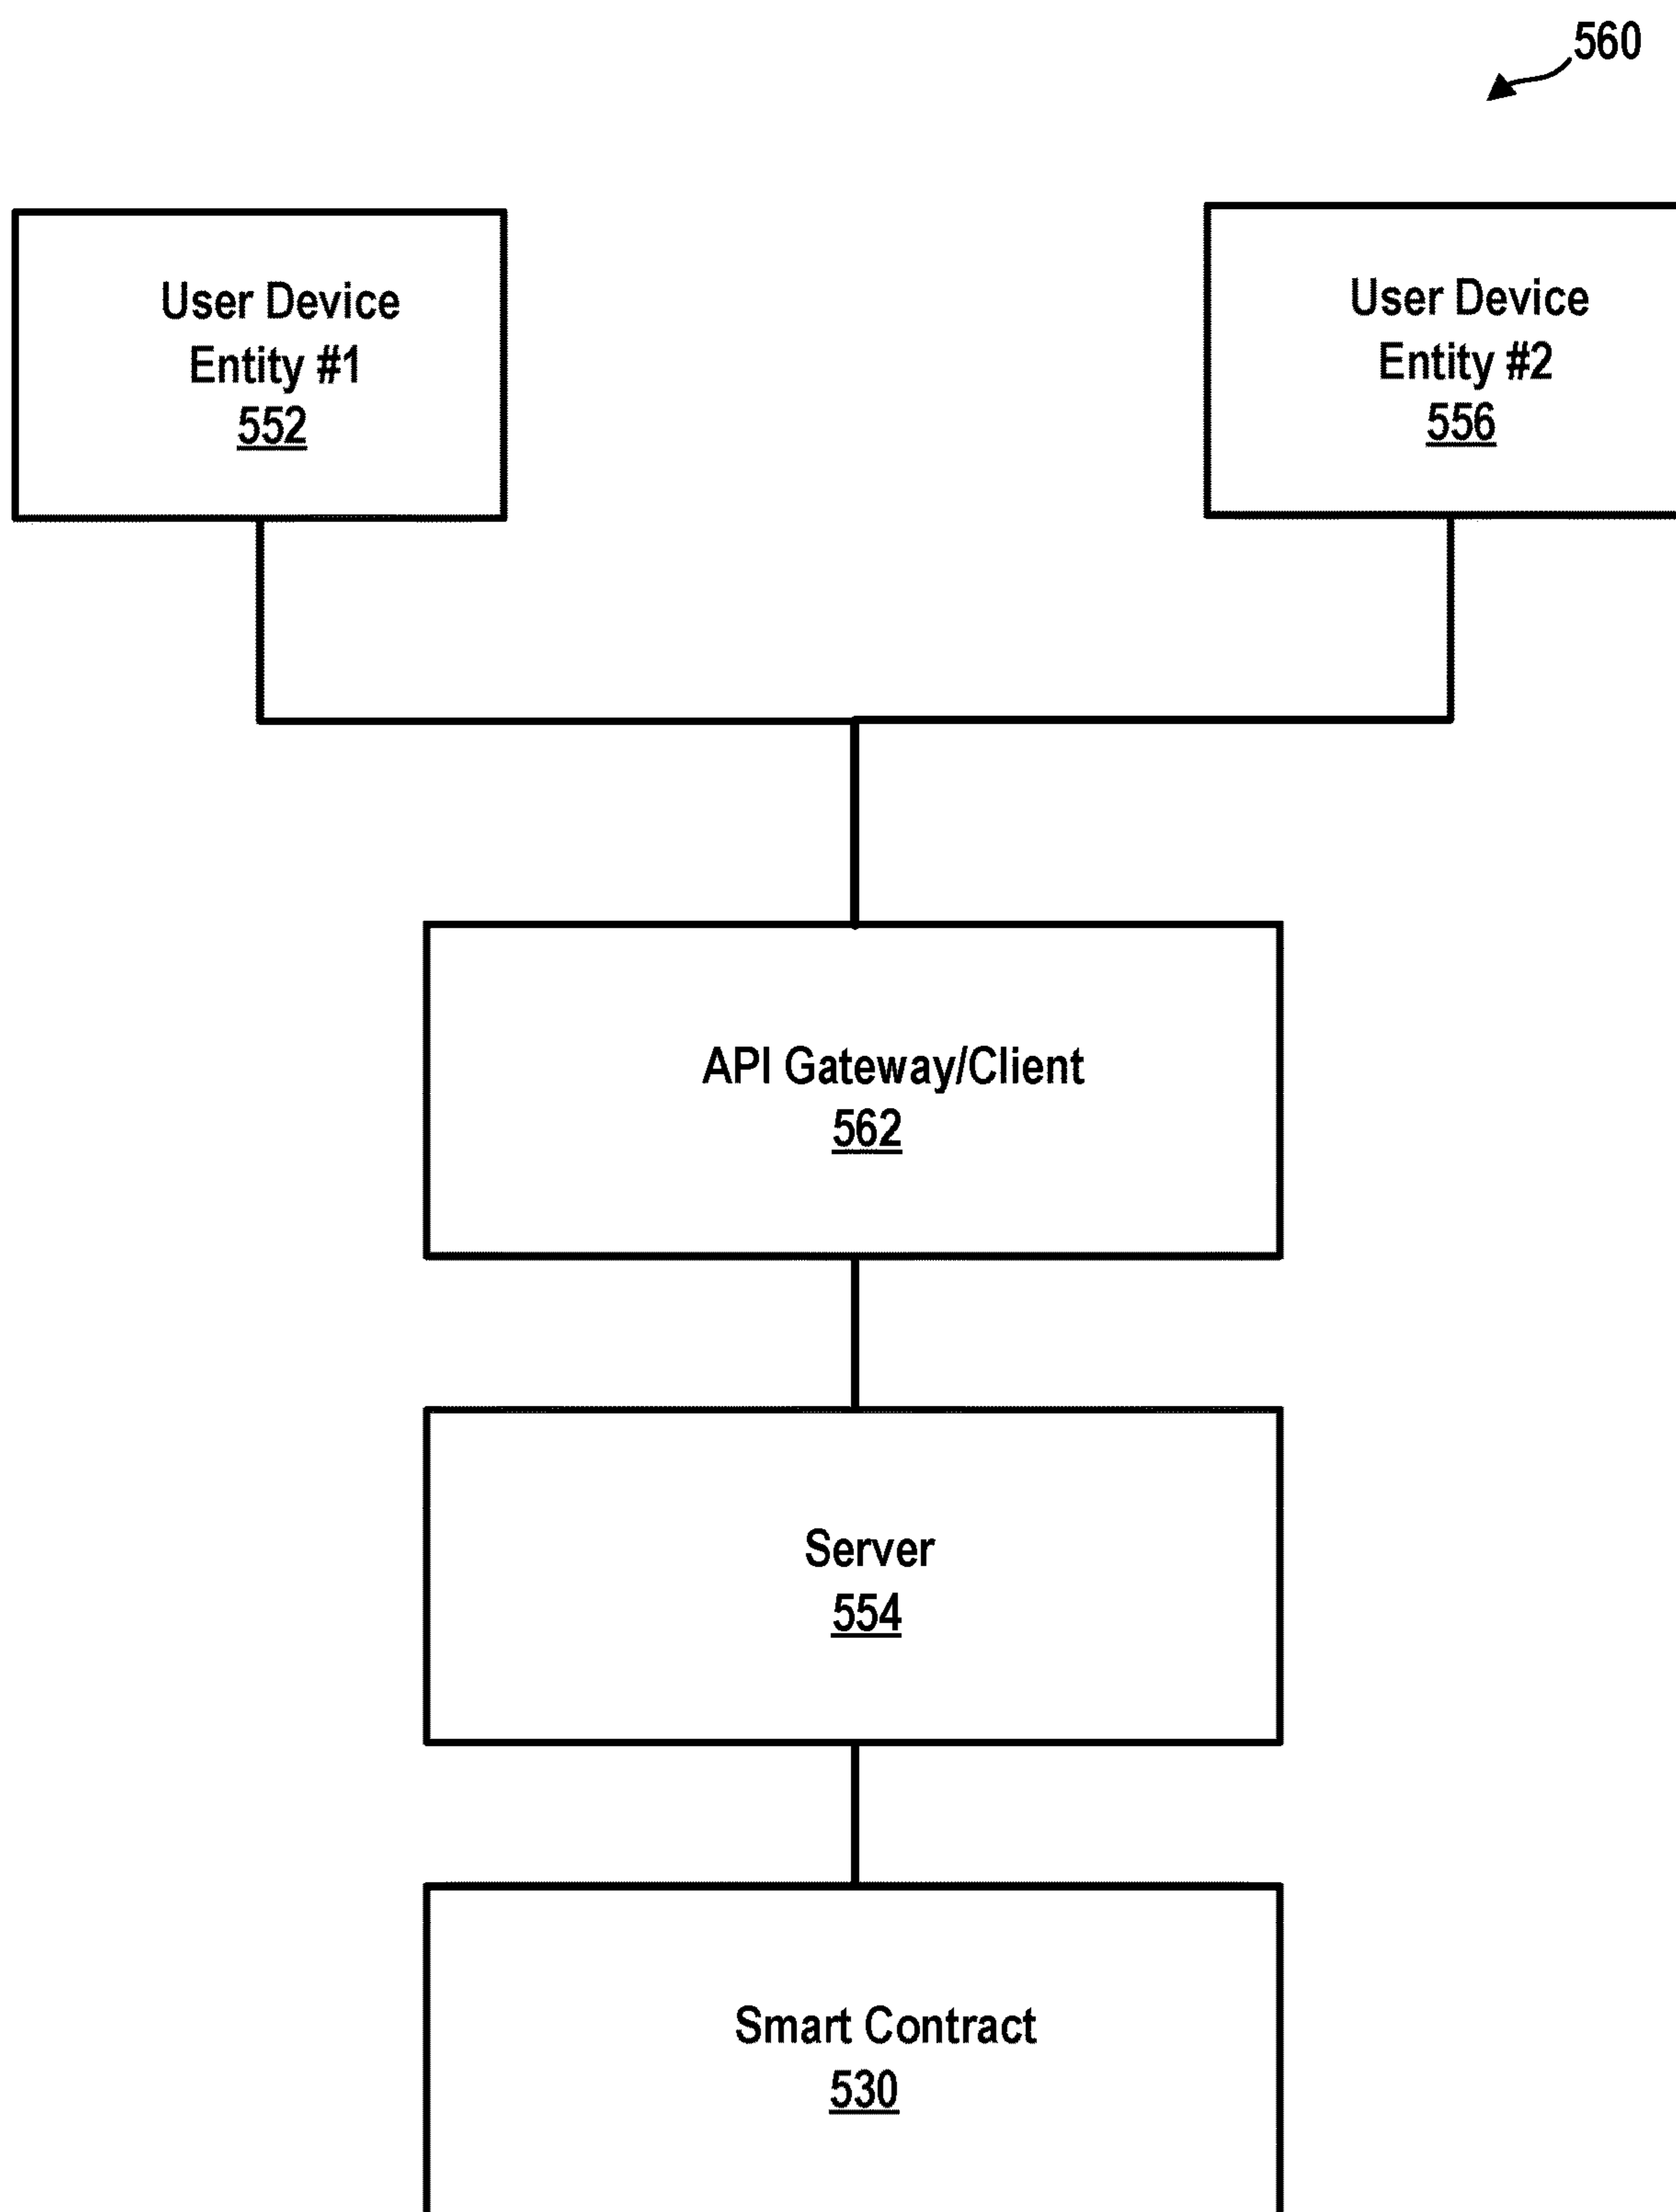 560
User Device
Entity #1
552
User Device
Entity #2
556
API Gateway/Client
562
Server
554
Smart Contract
530